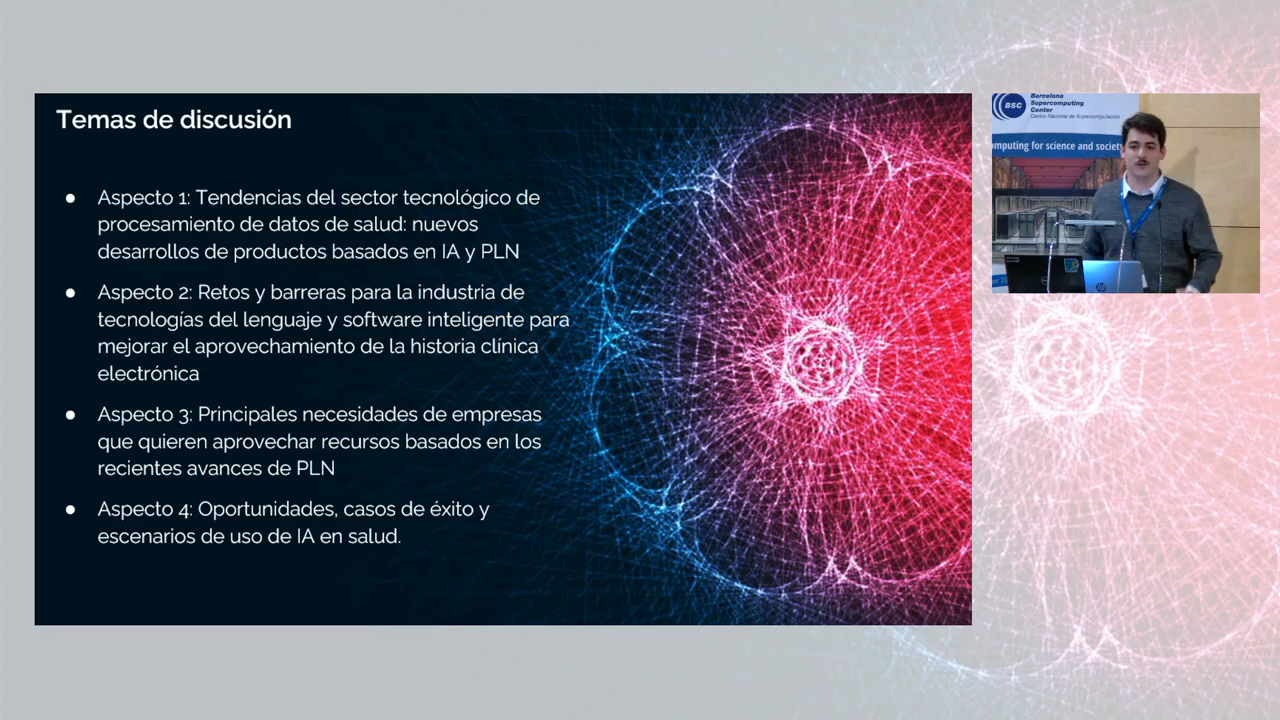 Temas de discusión
● Aspecto 1: Tendencias del sector tecnológico de
procesamiento de datos de salud: nuevos
desarrollos de productos basados en IA y PLN
● Aspecto 2: Retos y barreras para la industria de
tecnologías del lenguaje y software inteligente para
mejorar el aprovechamiento de la historia clínica
electrónica
● Aspecto 3: Principales necesidades de empresas
que quieren aprovechar recursos basados en los
recientes avances de PLN
● Aspecto 4: Oportunidades, casos de éxito y
escenarios de uso de IA en salud.
BSC
Barcelona
Supercomputing
Center
Centro Nacional de Supercomputación
omputing for science and society
hp